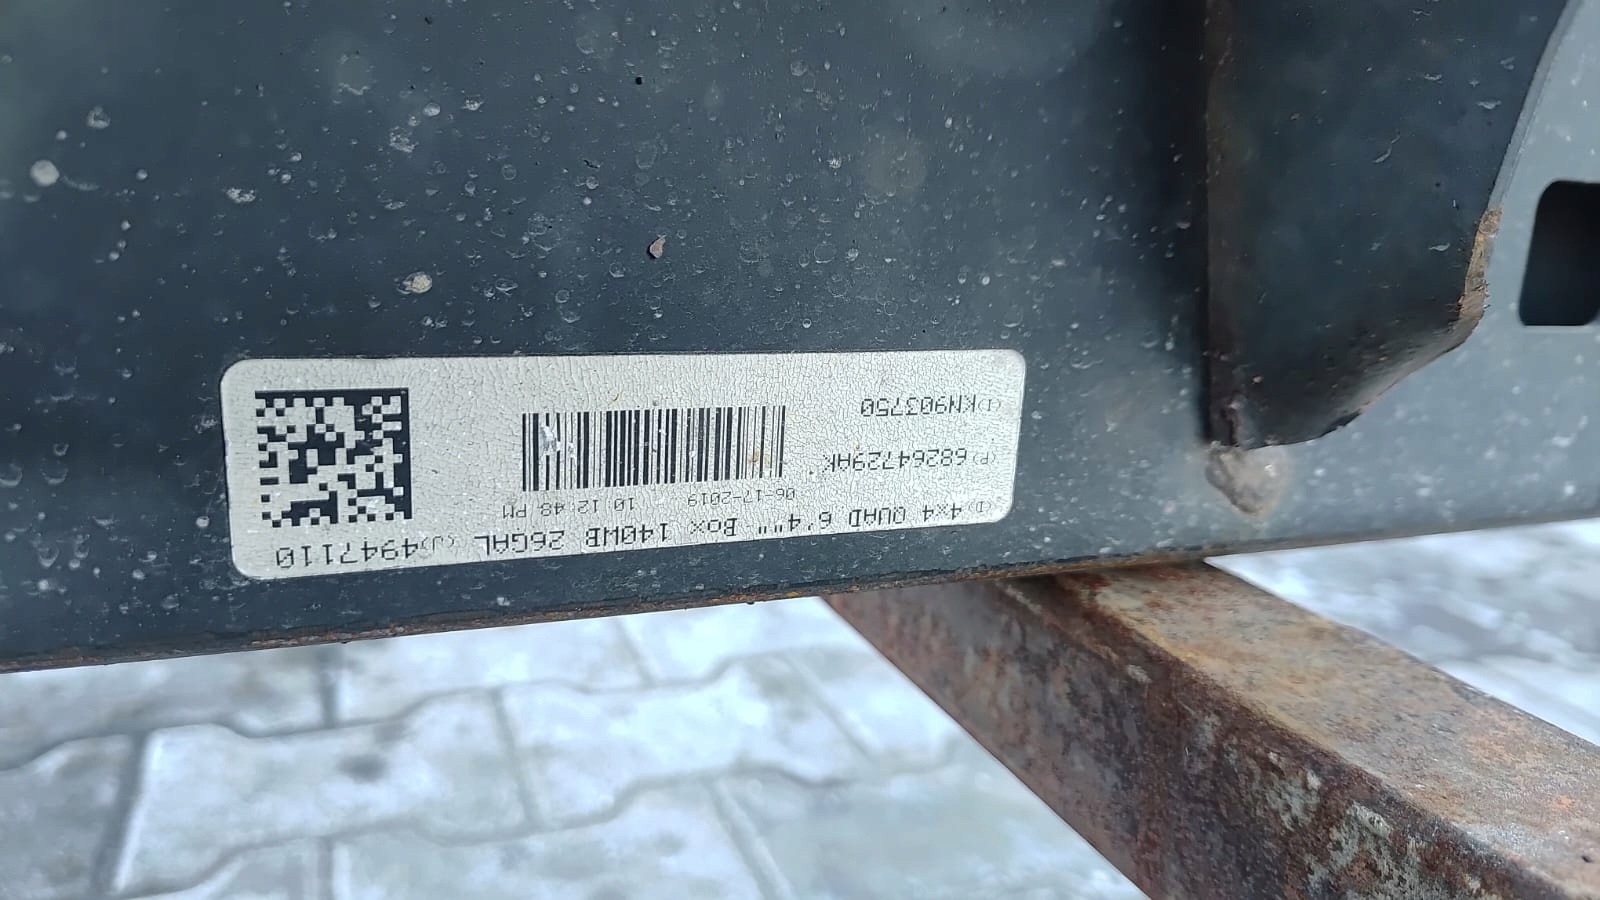 (D)4x4 QUAD 6'4"" Box 140WB 26GAL (J)4947110
06-17-2019 10 12:48 PM
(P)68264729AK
(I)KN903750